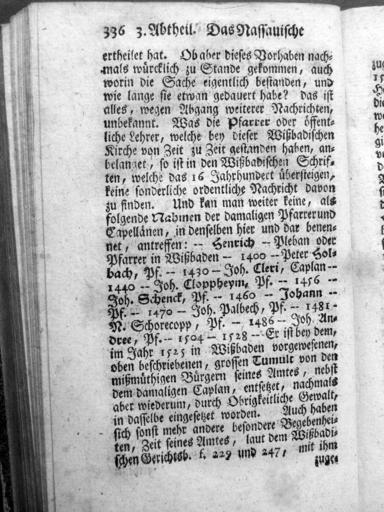 336 3. Abtheil. Das Nassauische
ertheilet hat. Ob aber dieses Vorhaben nach-
mals würcklich zu Stande gekommen, auch
worin die Sache eigentlich bestanden, und
wie lange sie etwan gedauert habe? das ist
alles, wegen Abgang weiterer Nachrichten,
unbekannt. Was die Pfarrer oder öffent-
liche Lehrer, welche bey dieser Wißbadischen
Kirche von Zeit zu Zeit gestanden haben, an-
belanget, so ist in den Wißbadischen Schrif-
ten, welche das 16 Jahrhundert übersteigen,
keine sonderliche ordentliche Nachricht davon
zu finden. Und kan man weiter keine, als
folgende Nahmen der damaligen Pfarrer und
Capellänen, in denselben hier und dar benen-
net, antreffen: -- Henrich -- Pleban oder
Pfarrer in Wißbaden -- 1400 -- Peter Hol-
bach, Pf. -- 1430 -- Joh. Cleri, Caplan --
1440 -- Joh. Cloppheym, Pf. -- 1456 --
Joh. Schenck, Pf. -- 1460 -- Johann --
Pf. -- 1470 -- Joh. Palbech, Pf. -- 1481 -
N. Schorecopp, Pf. -- 1486 -- Joh. An-
dree, Pf. -- 1504 -- 1528 -- Er ist bey dem,
im Jahr 1525 in Wißbaden vorgewesenen,
oben beschriebenen, grossen Tumult von den
mißmüthigen Bürgern seines Amtes, nebst
dem damaligen Caplan, entsetzet, nachmals
aber wiederum, durch Obrigkeitliche Gewalt,
in dasselbe eingesetzet worden. Auch haben
sich sonst mehr andere besondere Begebenhei-
ten, Zeit seines Amtes, laut dem Wißbadi-
schen Gerichtsb. f. 229 und 247, mit ihm
zuge-